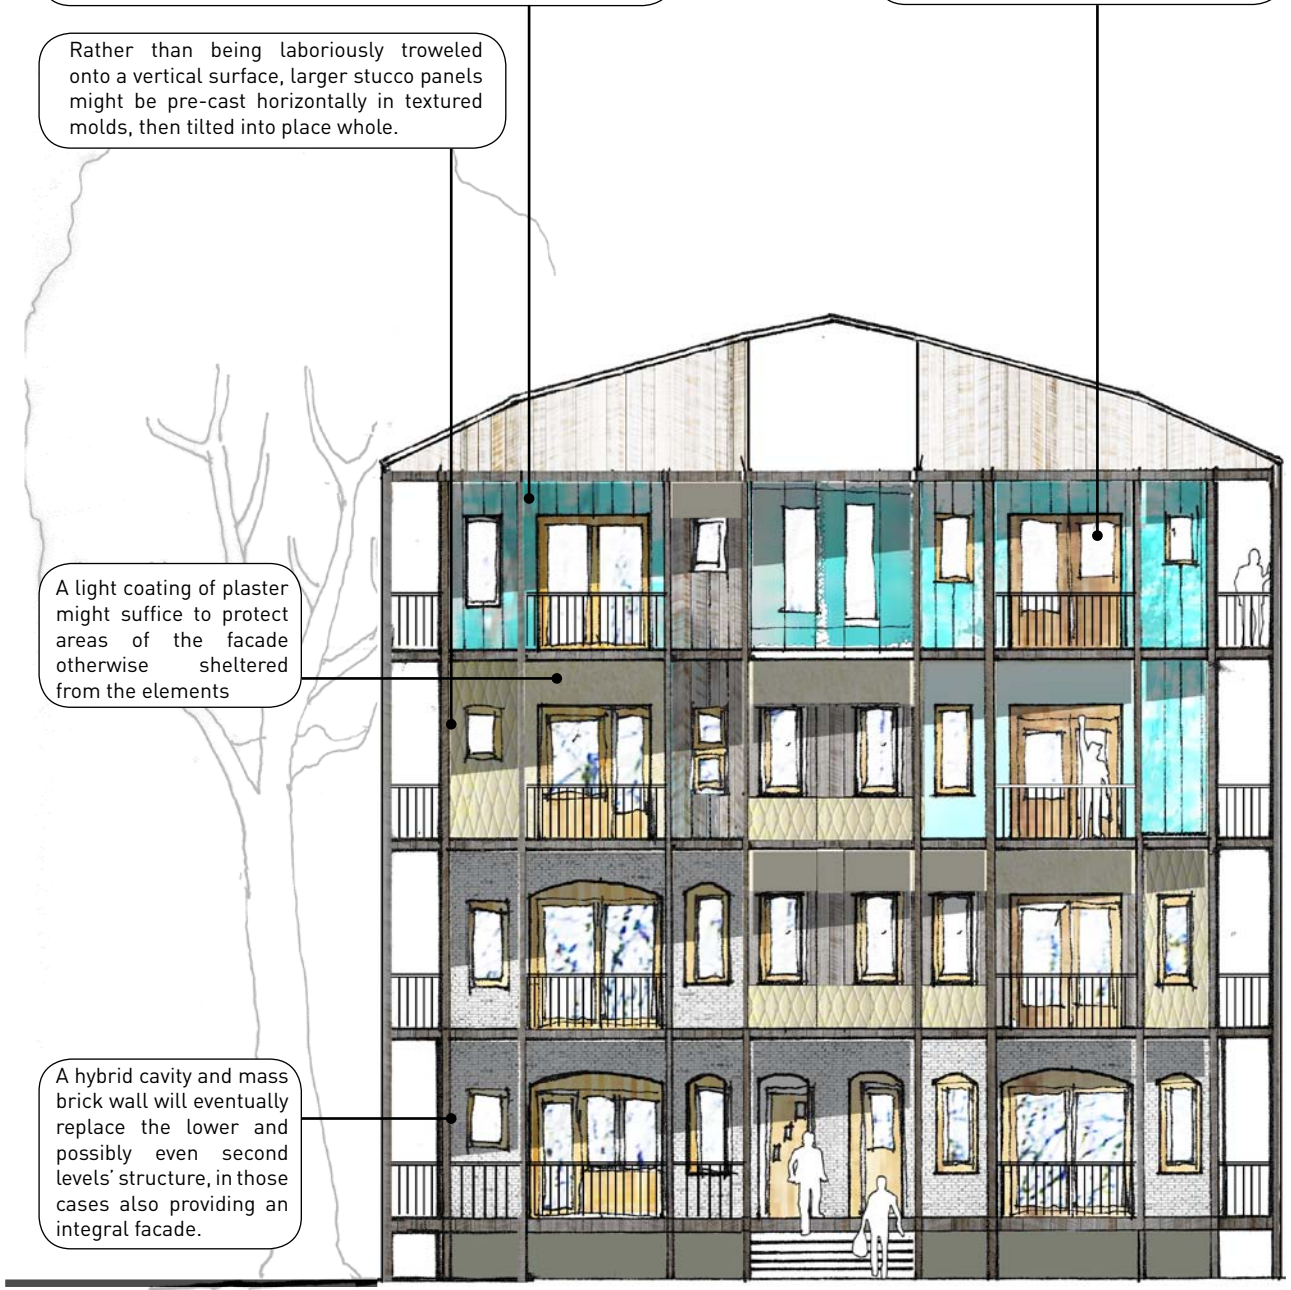 Rather than being laboriously troweled
onto a vertical surface, larger stucco panels
might be pre-cast horizontally in textured
molds, then tilted into place whole.
A light coating of plaster
might suffice to protect
areas of the facade
otherwise sheltered
from the elements
A hybrid cavity and mass
brick wall will eventually
replace the lower and
possibly even second
levels' structure, in those
cases also providing an
integral facade.